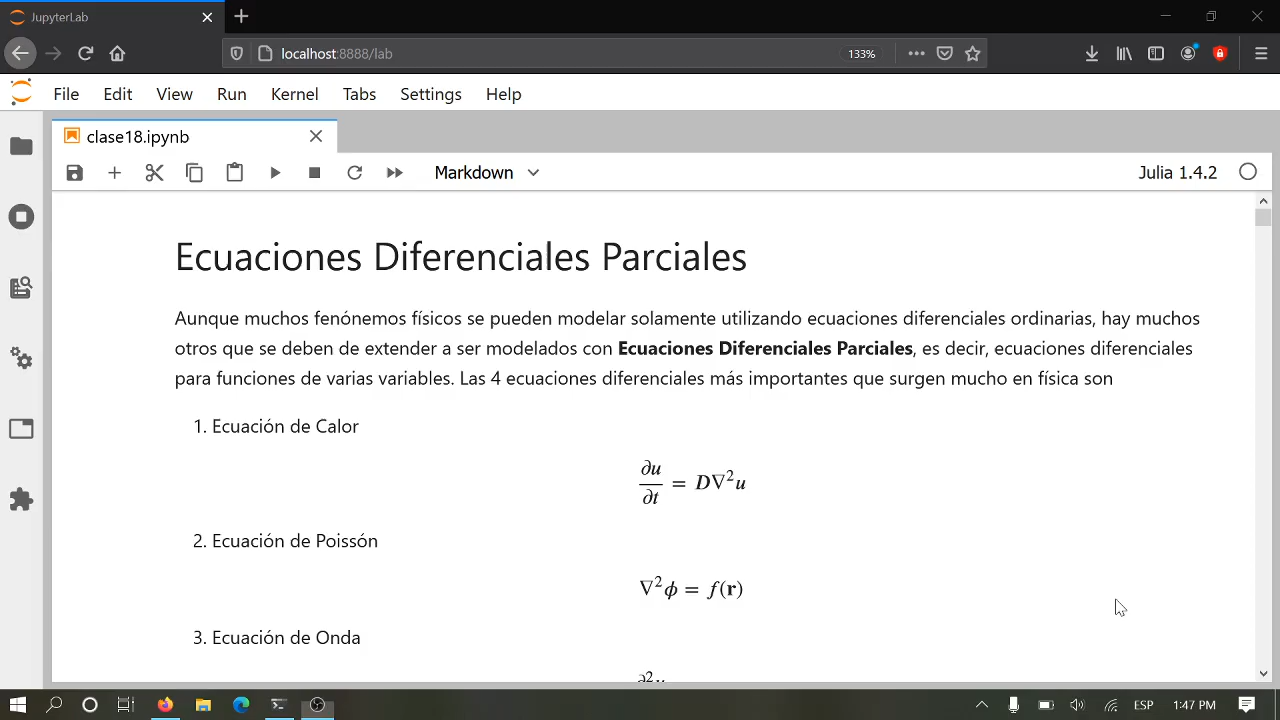 JupyterLab
localhost:8888/lab
133%
File Edit View Run Kernel Tabs Settings Help
clase18.ipynb
Markdown
Julia 1.4.2
Ecuaciones Diferenciales Parciales
Aunque muchos fenónemos físicos se pueden modelar solamente utilizando ecuaciones diferenciales ordinarias, hay muchos
otros que se deben de extender a ser modelados con Ecuaciones Diferenciales Parciales, es decir, ecuaciones diferenciales
para funciones de varias variables. Las 4 ecuaciones diferenciales más importantes que surgen mucho en física son
1. Ecuación de Calor
∂u/∂t = D∇²u
2. Ecuación de Poissón
∇²ϕ = f(r)
3. Ecuación de Onda
ESP 1:47 PM